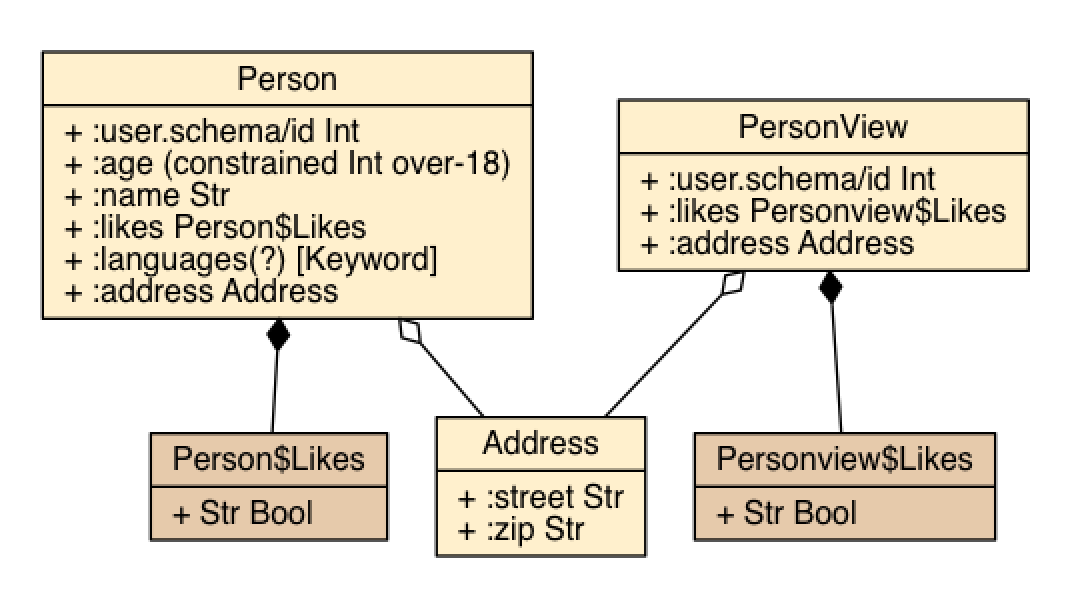 Person
+ :user.schema/id Int
+ :age (constrained Int over-18)
+ :name Str
+ :likes Person$Likes
+ :languages(?) [Keyword]
+ :address Address
PersonView
+ :user.schema/id Int
+ :likes Personview$Likes
+ :address Address
Person$Likes
+ Str Bool
Address
+ :street Str
+ :zip Str
Personview$Likes
+ Str Bool